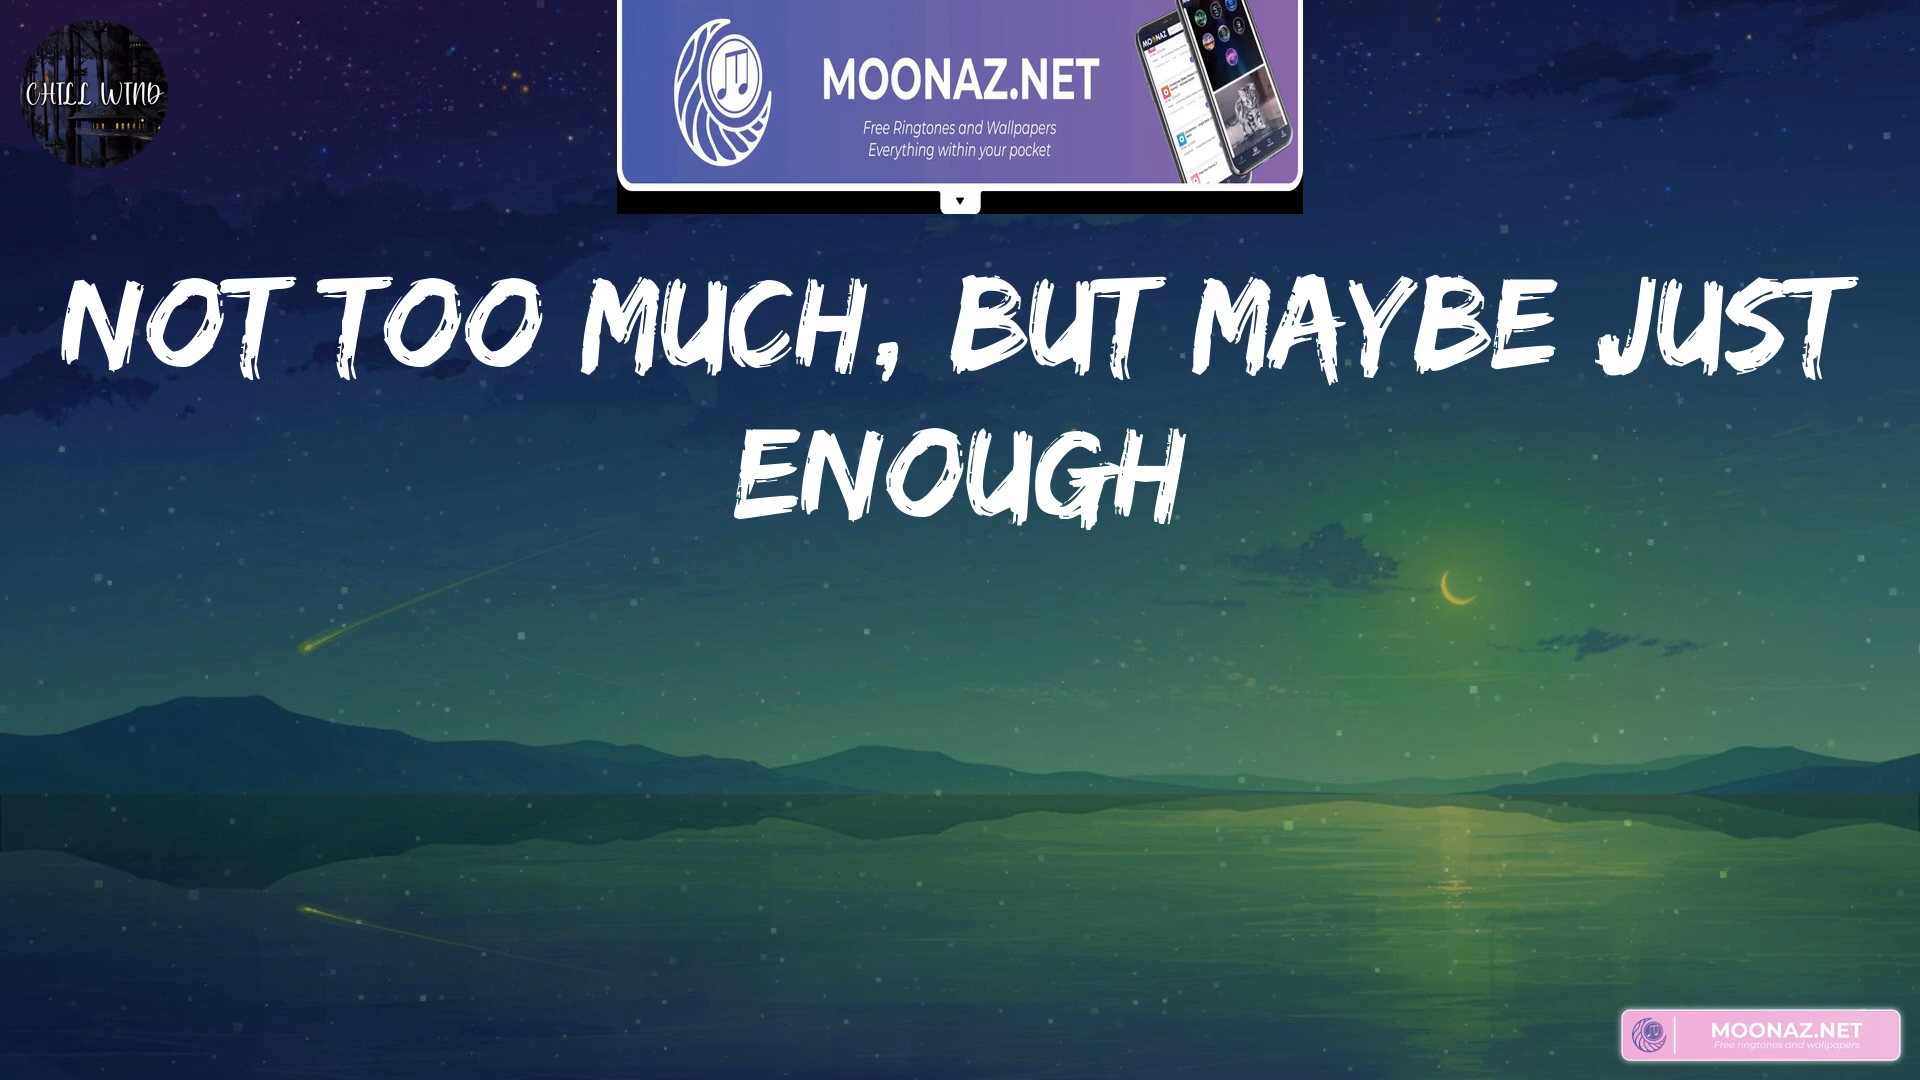 CHILL WIND
MOONAZ.NET
Free Ringtones and Wallpapers
Everything within your pocket
NOT TOO MUCH, BUT MAYBE JUST
ENOUGH
MOONAZ.NET
Free ringtones and wallpapers